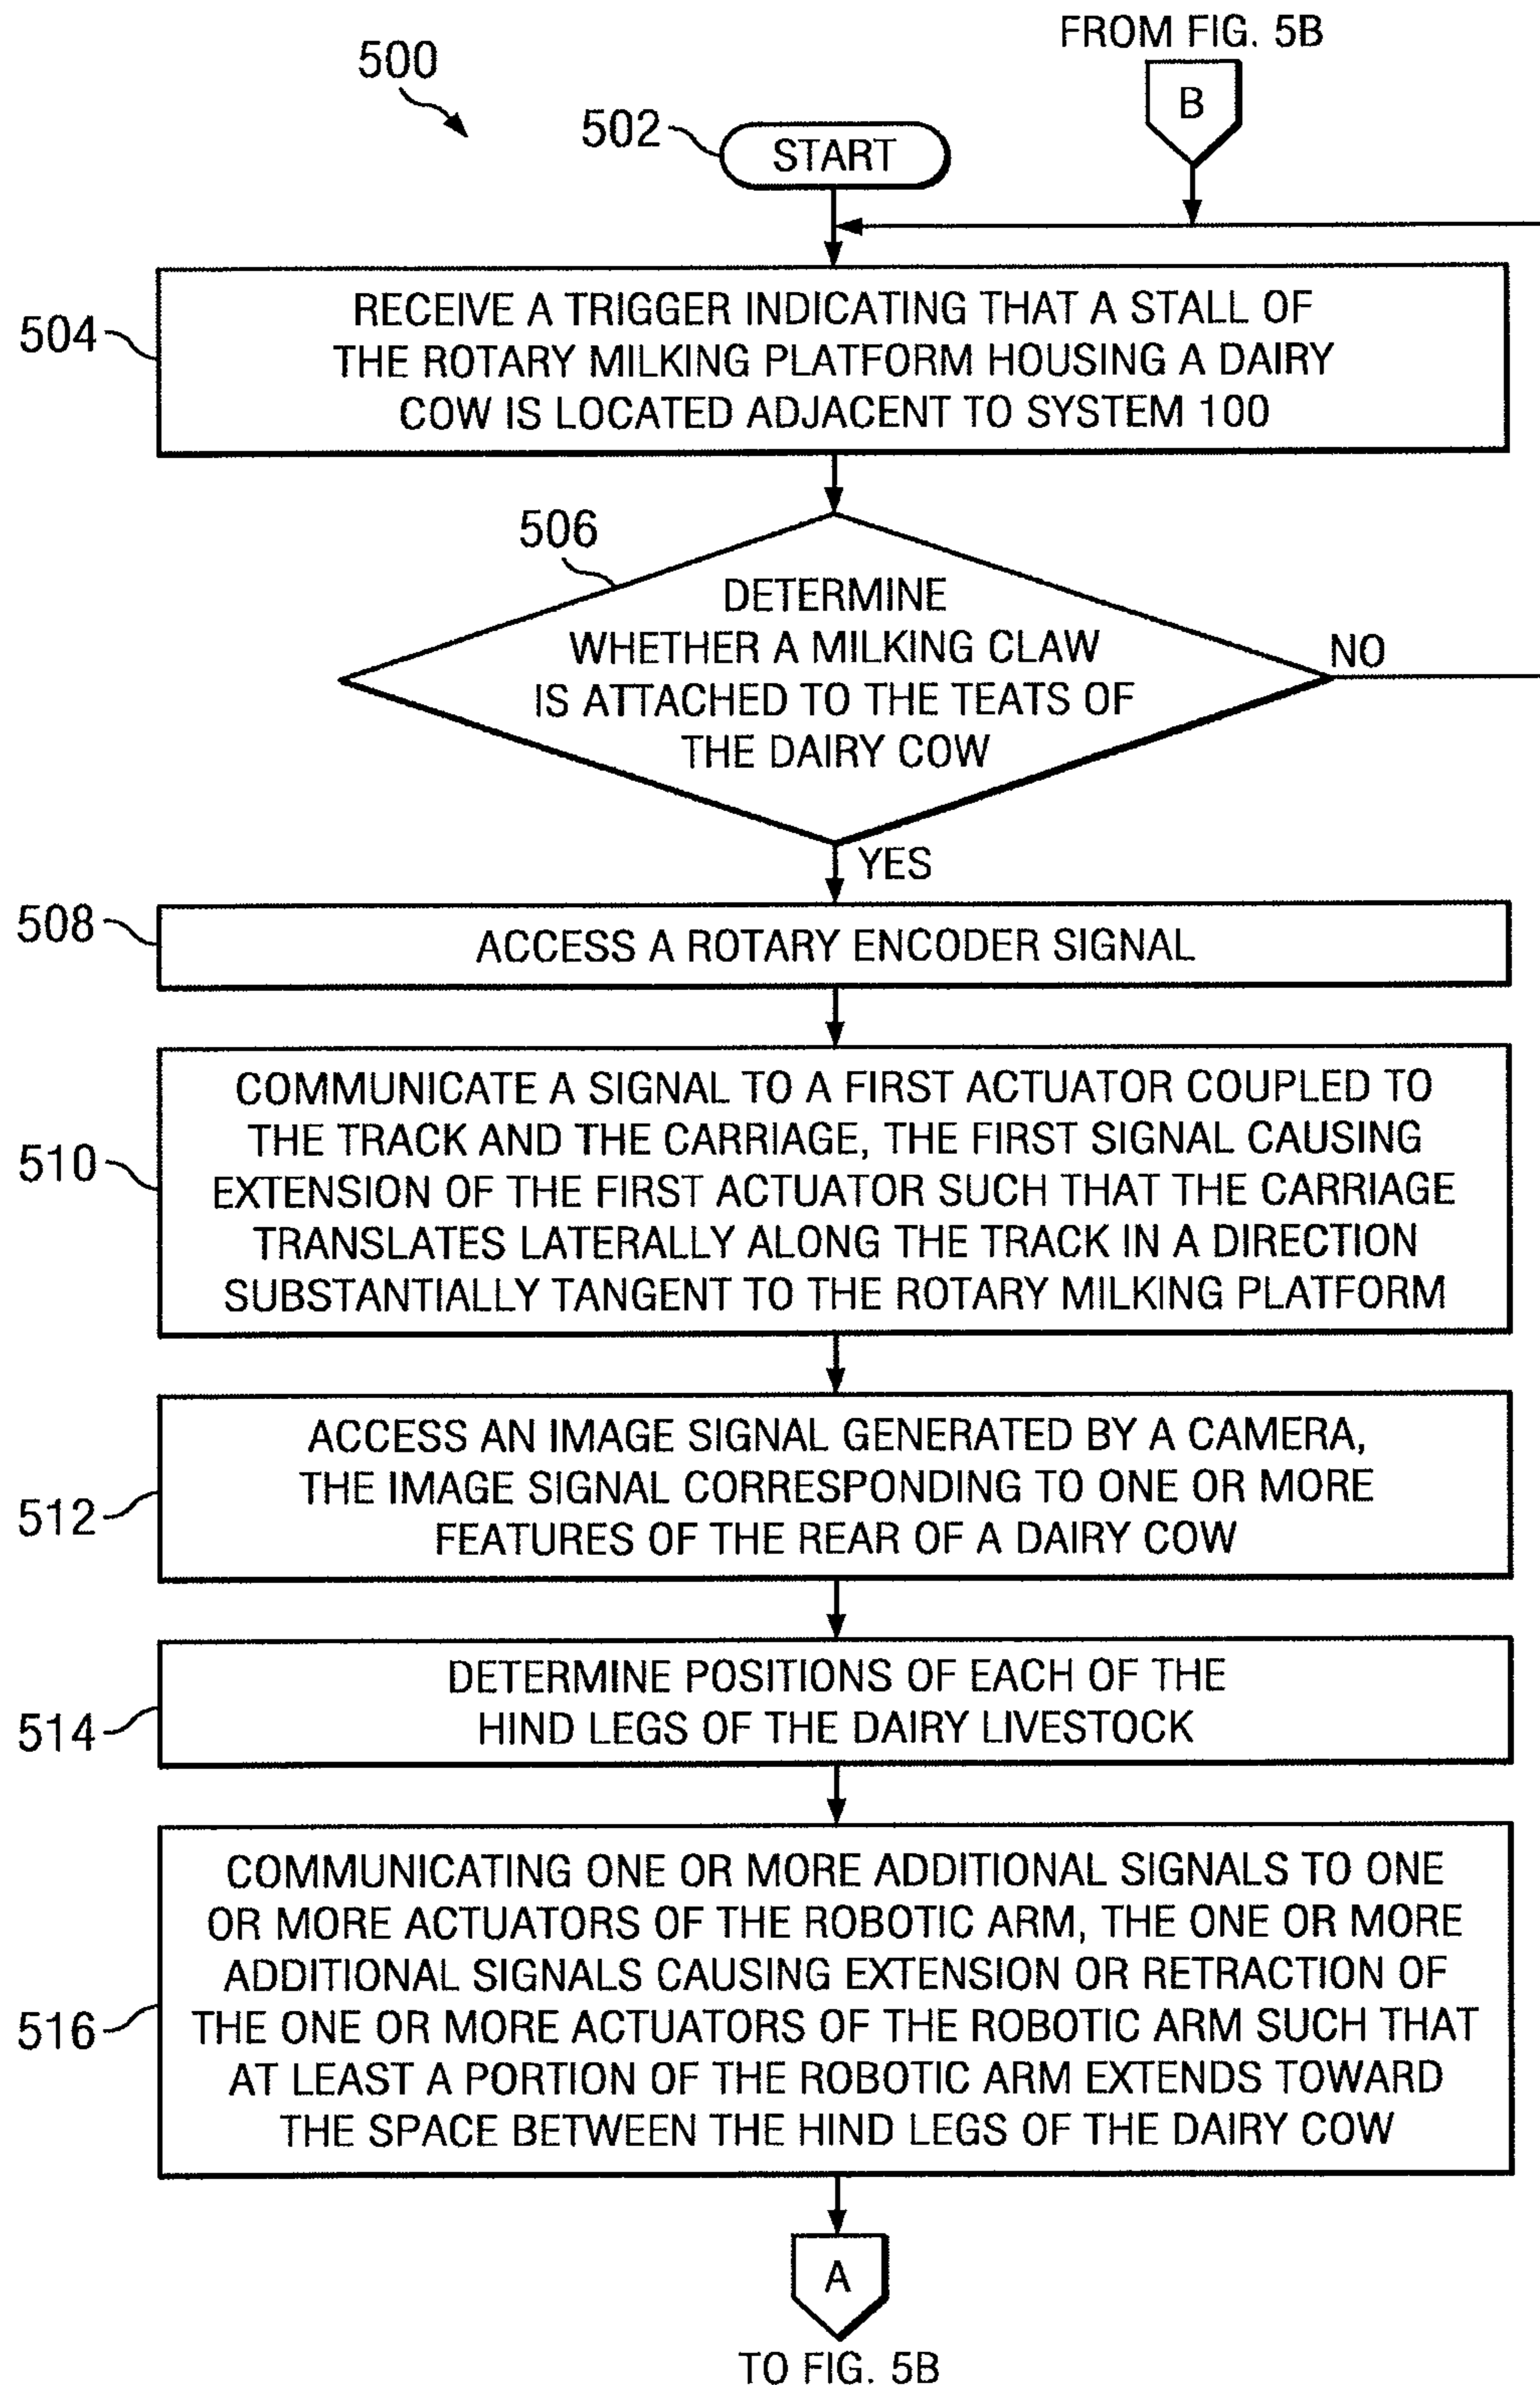 FROM FIG. 5B
500
B
502
START
504
RECEIVE A TRIGGER INDICATING THAT A STALL OF
THE ROTARY MILKING PLATFORM HOUSING A DAIRY
COW IS LOCATED ADJACENT TO SYSTEM 100
506
DETERMINE
WHETHER A MILKING CLAW
IS ATTACHED TO THE TEATS OF
THE DAIRY COW
NO
YES
508
ACCESS A ROTARY ENCODER SIGNAL
510
COMMUNICATE A SIGNAL TO A FIRST ACTUATOR COUPLED TO
THE TRACK AND THE CARRIAGE, THE FIRST SIGNAL CAUSING
EXTENSION OF THE FIRST ACTUATOR SUCH THAT THE CARRIAGE
TRANSLATES LATERALLY ALONG THE TRACK IN A DIRECTION
SUBSTANTIALLY TANGENT TO THE ROTARY MILKING PLATFORM
512
ACCESS AN IMAGE SIGNAL GENERATED BY A CAMERA,
THE IMAGE SIGNAL CORRESPONDING TO ONE OR MORE
FEATURES OF THE REAR OF A DAIRY COW
514
DETERMINE POSITIONS OF EACH OF THE
HIND LEGS OF THE DAIRY LIVESTOCK
516
COMMUNICATING ONE OR MORE ADDITIONAL SIGNALS TO ONE
OR MORE ACTUATORS OF THE ROBOTIC ARM, THE ONE OR MORE
ADDITIONAL SIGNALS CAUSING EXTENSION OR RETRACTION OF
THE ONE OR MORE ACTUATORS OF THE ROBOTIC ARM SUCH THAT
AT LEAST A PORTION OF THE ROBOTIC ARM EXTENDS TOWARD
THE SPACE BETWEEN THE HIND LEGS OF THE DAIRY COW
A
TO FIG. 5B